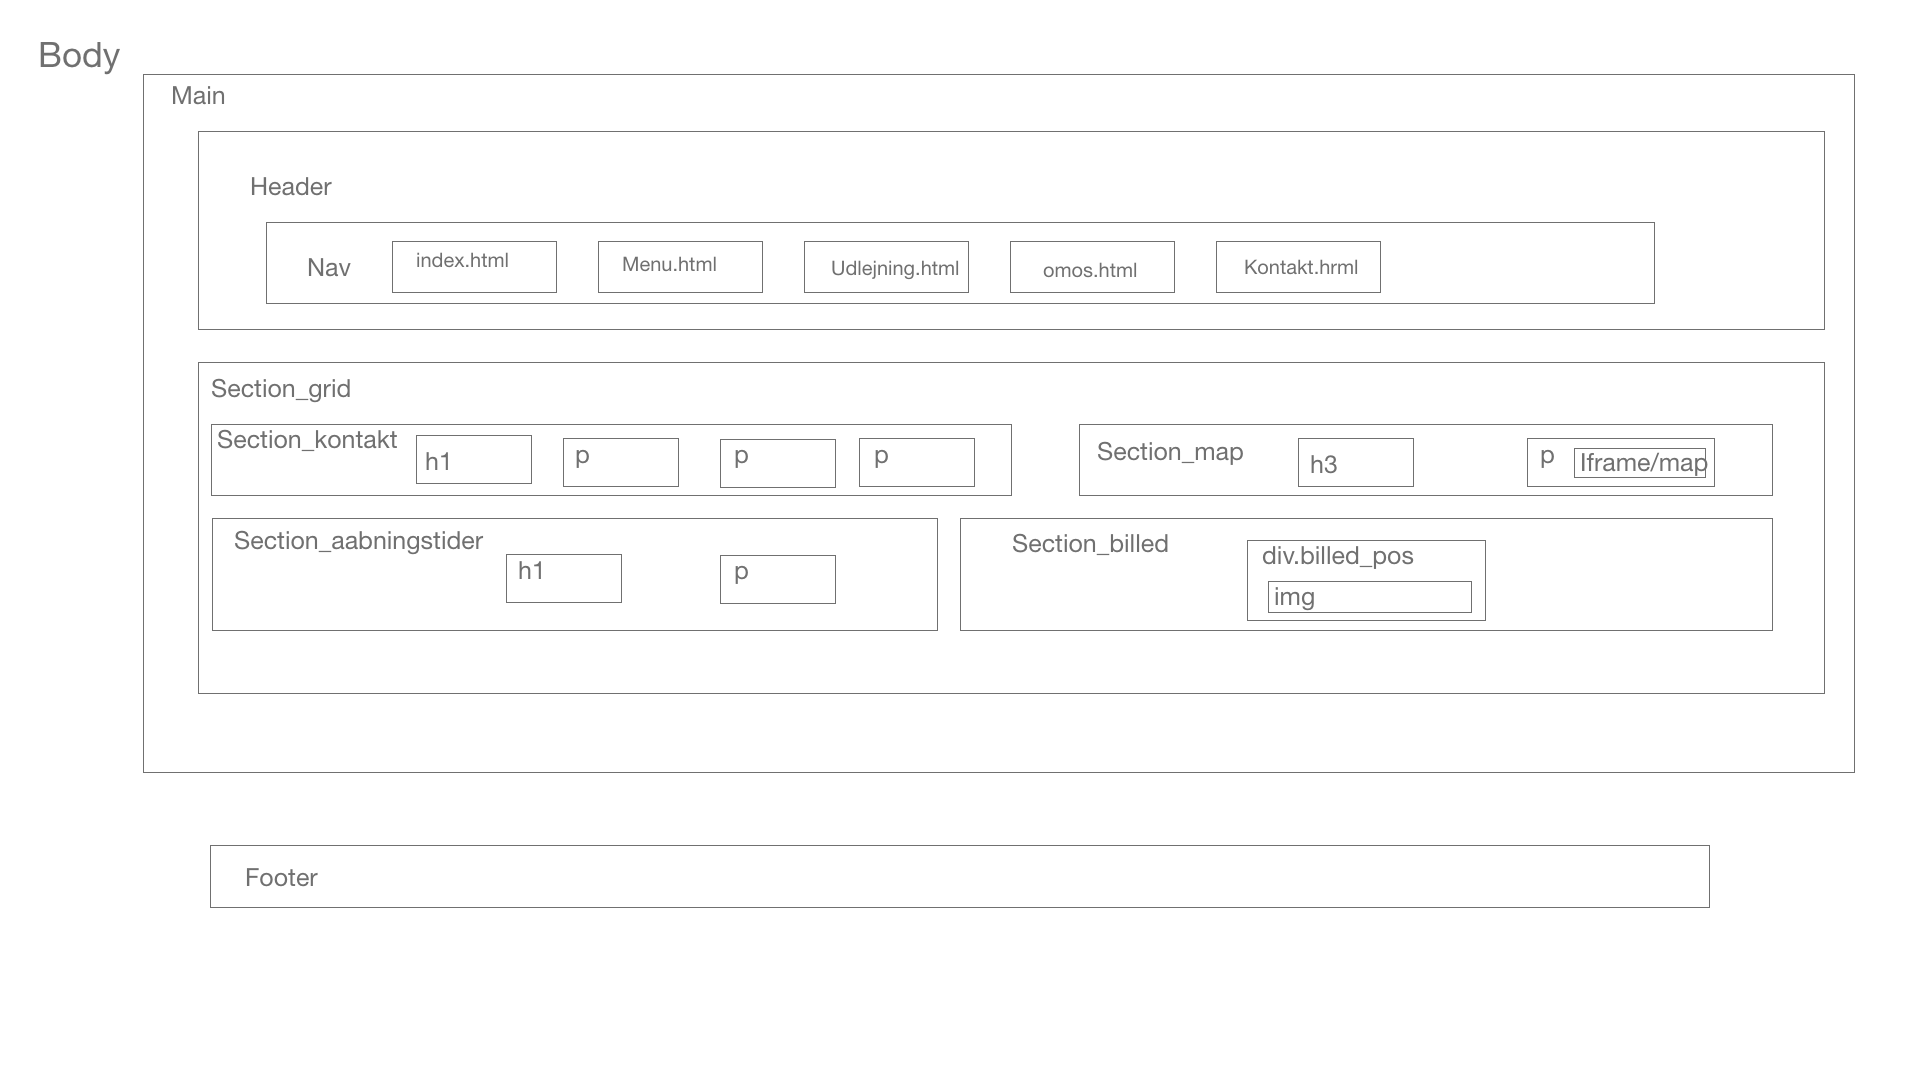 Body
Main
Header
Nav
index.html
Menu.html
Udlejning.html
omos.html
Kontakt.hrml
Section_grid
Section_kontakt
h1
p
p
p
Section_map
h3
p
Iframe/map
Section_aabningstider
h1
p
Section_billed
div.billed_pos
img
Footer